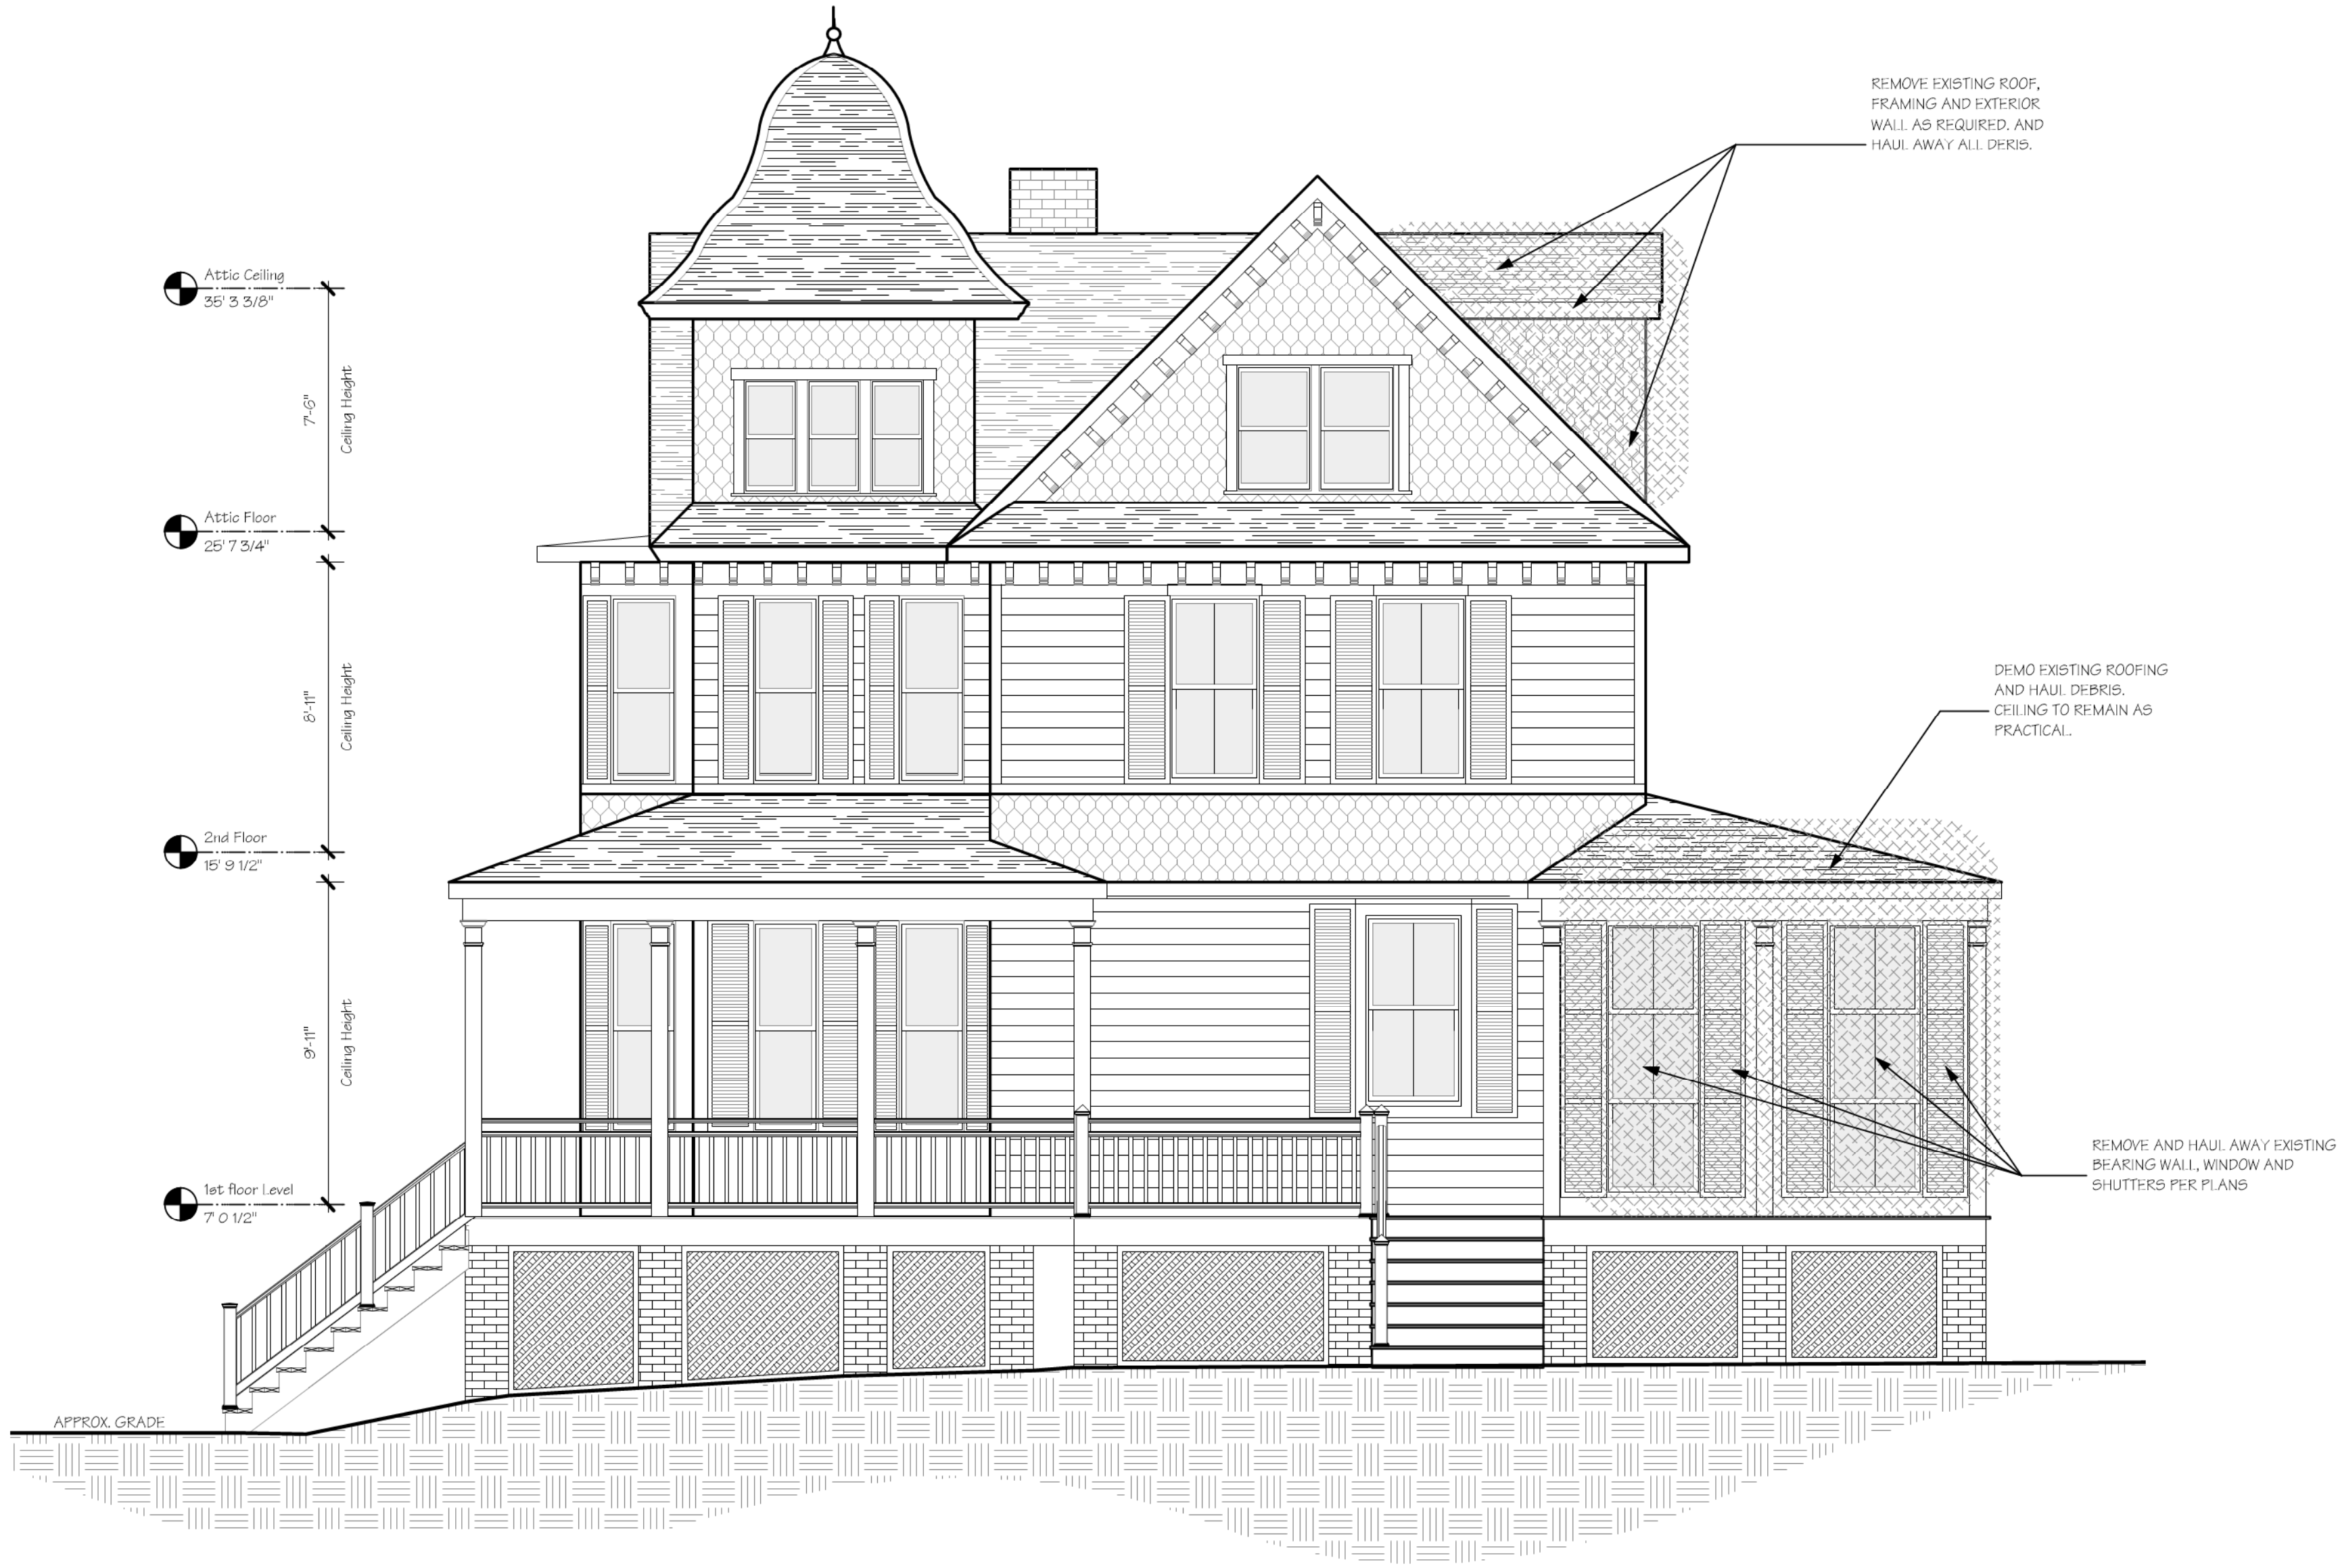 REMOVE EXISTING ROOF,
FRAMING AND EXTERIOR
WALL AS REQUIRED. AND
HAUL AWAY ALL DERIS.
Attic Ceiling
35' 3 3/8"
7'-6"
Ceiling Height
Attic Floor
25' 7 3/4"
8'-11"
Ceiling Height
DEMO EXISTING ROOFING
AND HAUL DEBRIS.
CEILING TO REMAIN AS
PRACTICAL.
2nd Floor
15' 9 1/2"
9'-11"
Ceiling Height
REMOVE AND HAUL AWAY EXISTING
BEARING WALL, WINDOW AND
SHUTTERS PER PLANS
1st floor Level
7' 0 1/2"
APPROX. GRADE